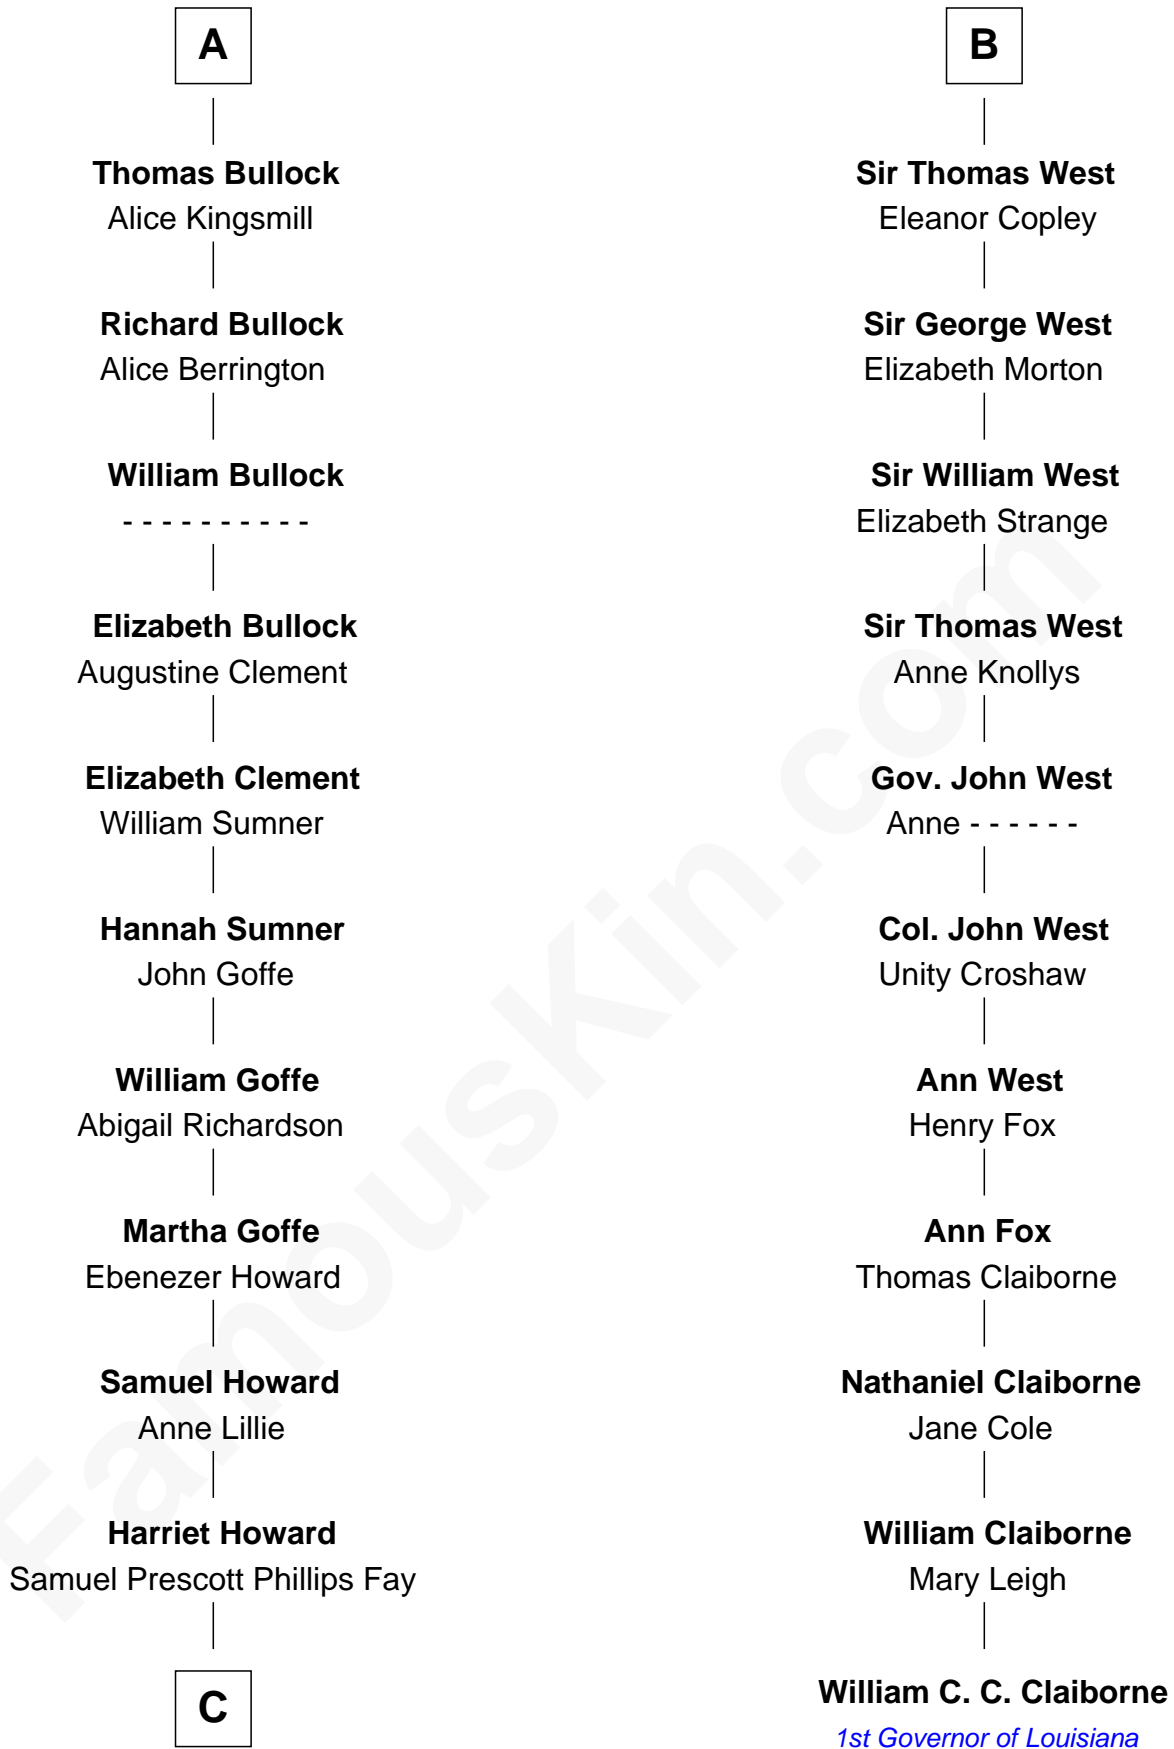 A
Thomas Bullock
Alice Kingsmill
Richard Bullock
Alice Berrington
William Bullock
- - - - - - - - - -
Elizabeth Bullock
Augustine Clement
Elizabeth Clement
William Sumner
Hannah Sumner
John Goffe
William Goffe
Abigail Richardson
Martha Goffe
Ebenezer Howard
Samuel Howard
Anne Lillie
Harriet Howard
Samuel Prescott Phillips Fay
C
B
Sir Thomas West
Eleanor Copley
Sir George West
Elizabeth Morton
Sir William West
Elizabeth Strange
Sir Thomas West
Anne Knollys
Gov. John West
Anne - - - - - -
Col. John West
Unity Croshaw
Ann West
Henry Fox
Ann Fox
Thomas Claiborne
Nathaniel Claiborne
Jane Cole
William Claiborne
Mary Leigh
William C. C. Claiborne
1st Governor of Louisiana
FamousKin.com